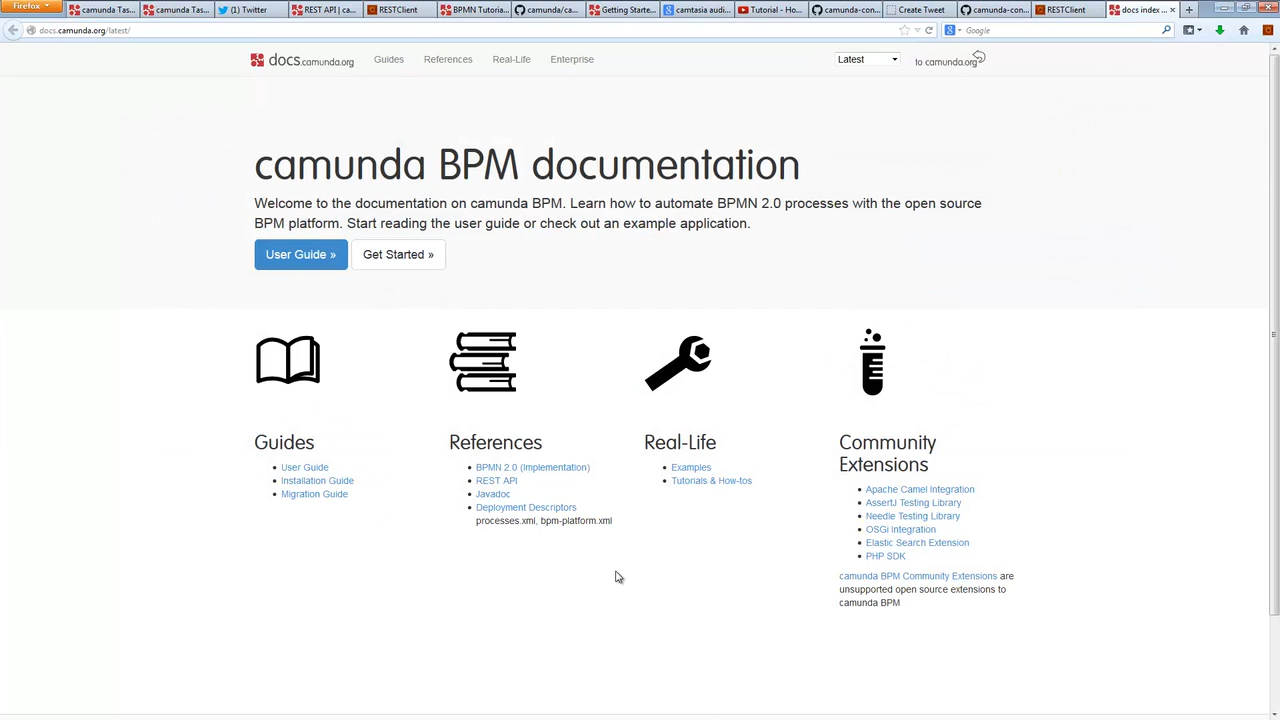 Firefox
camunda Tas...
camunda Tas...
(1) Twitter
REST API | ca...
RESTClient
BPMN Tutoria...
camunda/ca...
Getting Starte...
camtasia audi...
Tutorial - Ho...
camunda-con...
Create Tweet
camunda-con...
RESTClient
docs index ...
docs.camunda.org/latest/
Google
docs.camunda.org
Guides
References
Real-Life
Enterprise
Latest
to camunda.org
camunda BPM documentation
Welcome to the documentation on camunda BPM. Learn how to automate BPMN 2.0 processes with the open source
BPM platform. Start reading the user guide or check out an example application.
User Guide »
Get Started »
Guides
User Guide
Installation Guide
Migration Guide
References
BPMN 2.0 (Implementation)
REST API
Javadoc
Deployment Descriptors
processes.xml, bpm-platform.xml
Real-Life
Examples
Tutorials & How-tos
Community
Extensions
Apache Camel Integration
AssertJ Testing Library
Needle Testing Library
OSGi Integration
Elastic Search Extension
PHP SDK
camunda BPM Community Extensions are
unsupported open source extensions to
camunda BPM